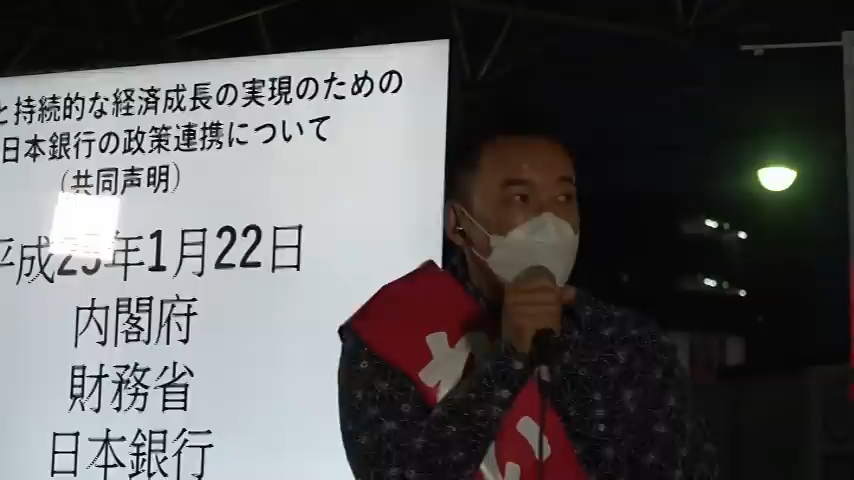 と持続的な経済成長の実現のための
日本銀行の政策連携について
(共同声明)
平成25年1月22日
内閣府
財務省
日本銀行